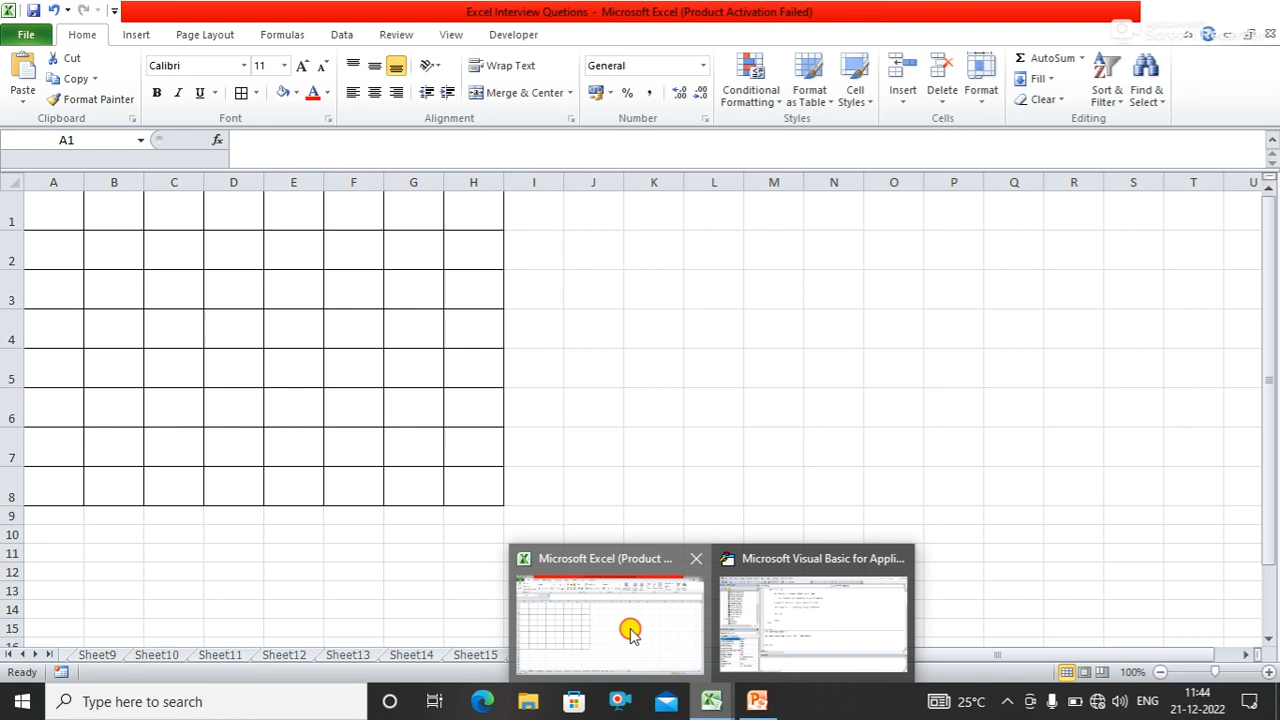 Excel Interview Quetions - Microsoft Excel (Product Activation Failed)
File Home Insert Page Layout Formulas Data Review View Developer
Cut
Copy
Format Painter
Paste
Clipboard
Calibri 11
B I U
Font
Wrap Text
Merge & Center
Alignment
General
% ,
Number
Conditional Formatting
Format as Table
Cell Styles
Styles
Insert Delete Format
Cells
Σ AutoSum
Fill
Clear
Sort & Filter
Find & Select
Editing
A1 fx
A B C D E F G H I J K L M N O P Q R S T U
1
2
3
4
5
6
7
8
9
10
11
12
13
14
15
Microsoft Excel (Product ...
Microsoft Visual Basic for Appli...
Sheet10 Sheet11 Sheet12 Sheet13 Sheet14 Sheet15
Ready 100%
Type here to search
25°C ENG 11:44
21-12-2022